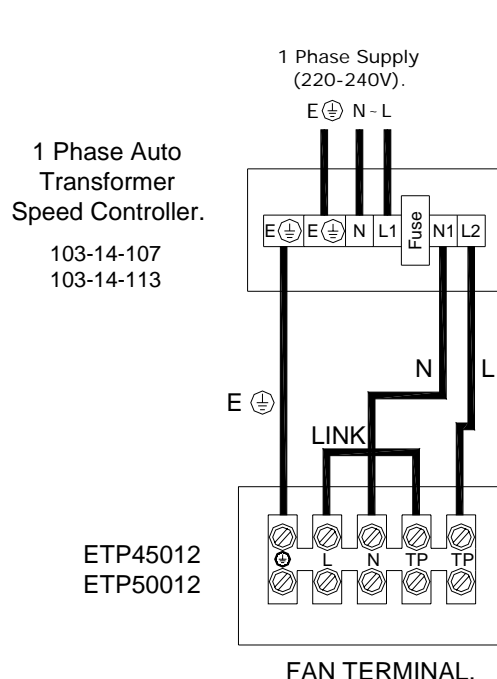 1 Phase Supply
(220-240V).
E N ~ L
1 Phase Auto
Transformer
Speed Controller.
103-14-107
103-14-113
E E N L1 Fuse N1 L2
N L
E
LINK
L N TP TP
ETP45012
ETP50012
FAN TERMINAL.